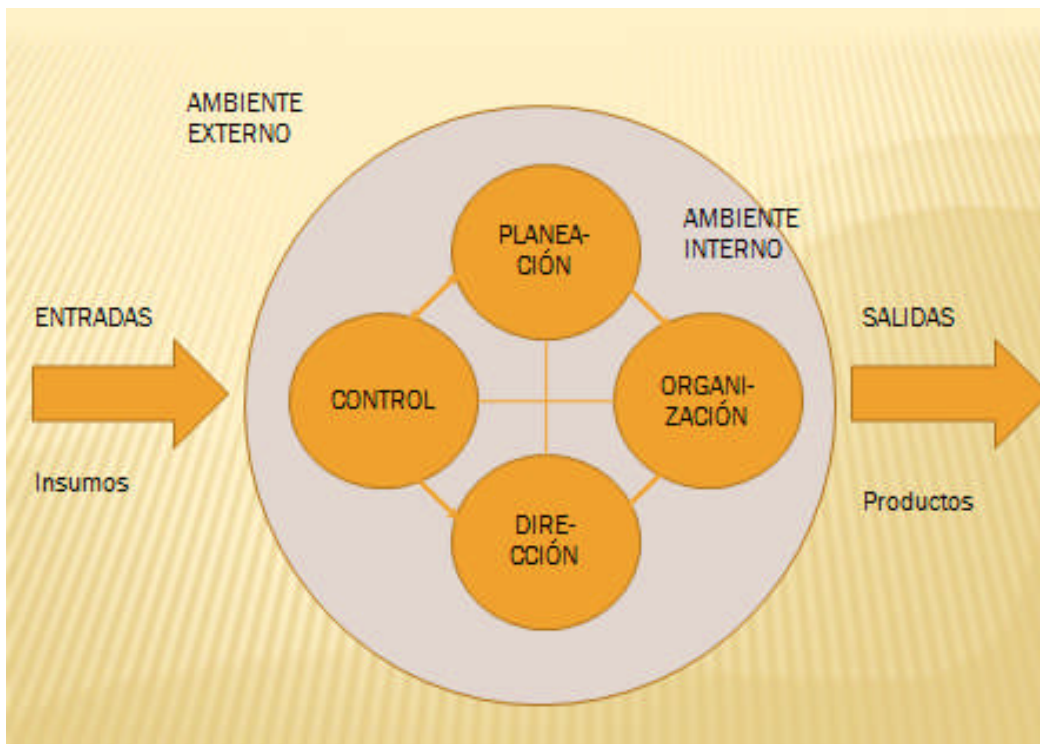 AMBIENTE
EXTERNO
PLANEA-
CIÓN
AMBIENTE
INTERNO
ENTRADAS
SALIDAS
CONTROL
ORGANI-
ZACIÓN
Insumos
Productos
DIRE-
CCIÓN